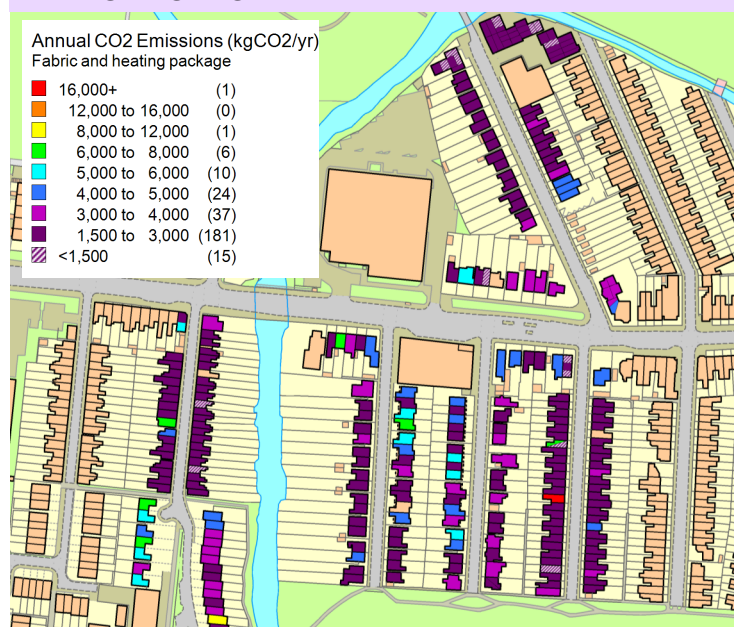 Annual CO2 Emissions (kgCO2/yr)
Fabric and heating package
16,000+ (1)
12,000 to 16,000 (0)
8,000 to 12,000 (1)
6,000 to 8,000 (6)
5,000 to 6,000 (10)
4,000 to 5,000 (24)
3,000 to 4,000 (37)
1,500 to 3,000 (181)
<1,500 (15)